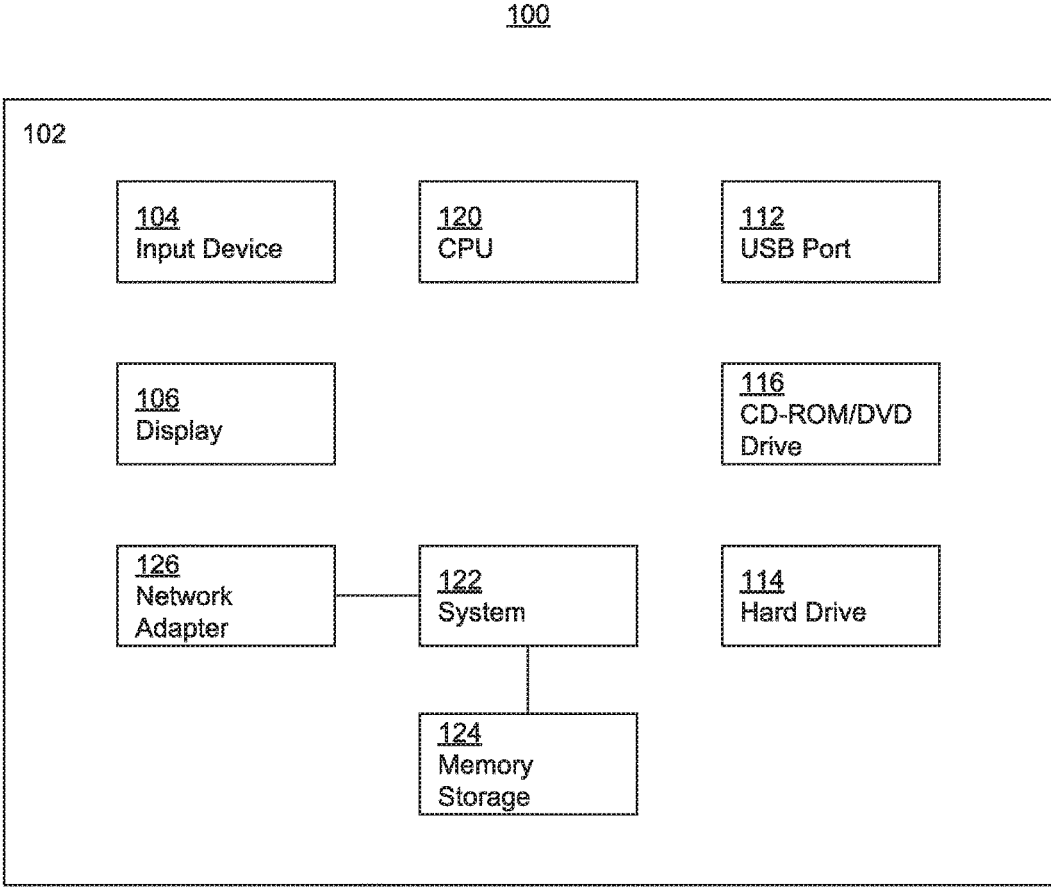 100
102
104
Input Device
120
CPU
112
USB Port
106
Display
116
CD-ROM/DVD
Drive
126
Network
Adapter
122
System
114
Hard Drive
124
Memory
Storage